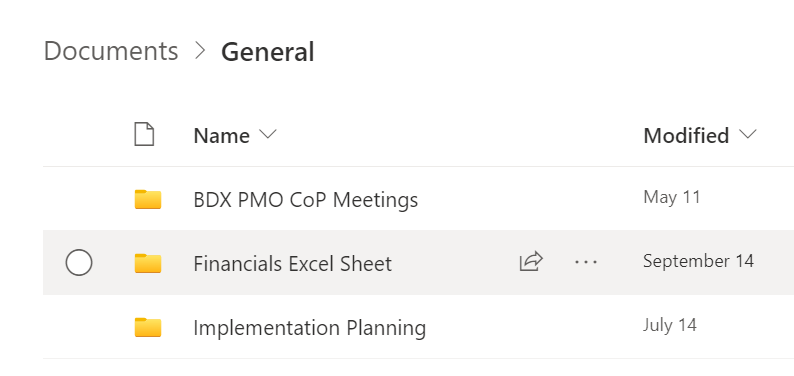 Documents > General
Name Modified
BDX PMO CoP Meetings May 11
Financials Excel Sheet ... September 14
Implementation Planning July 14